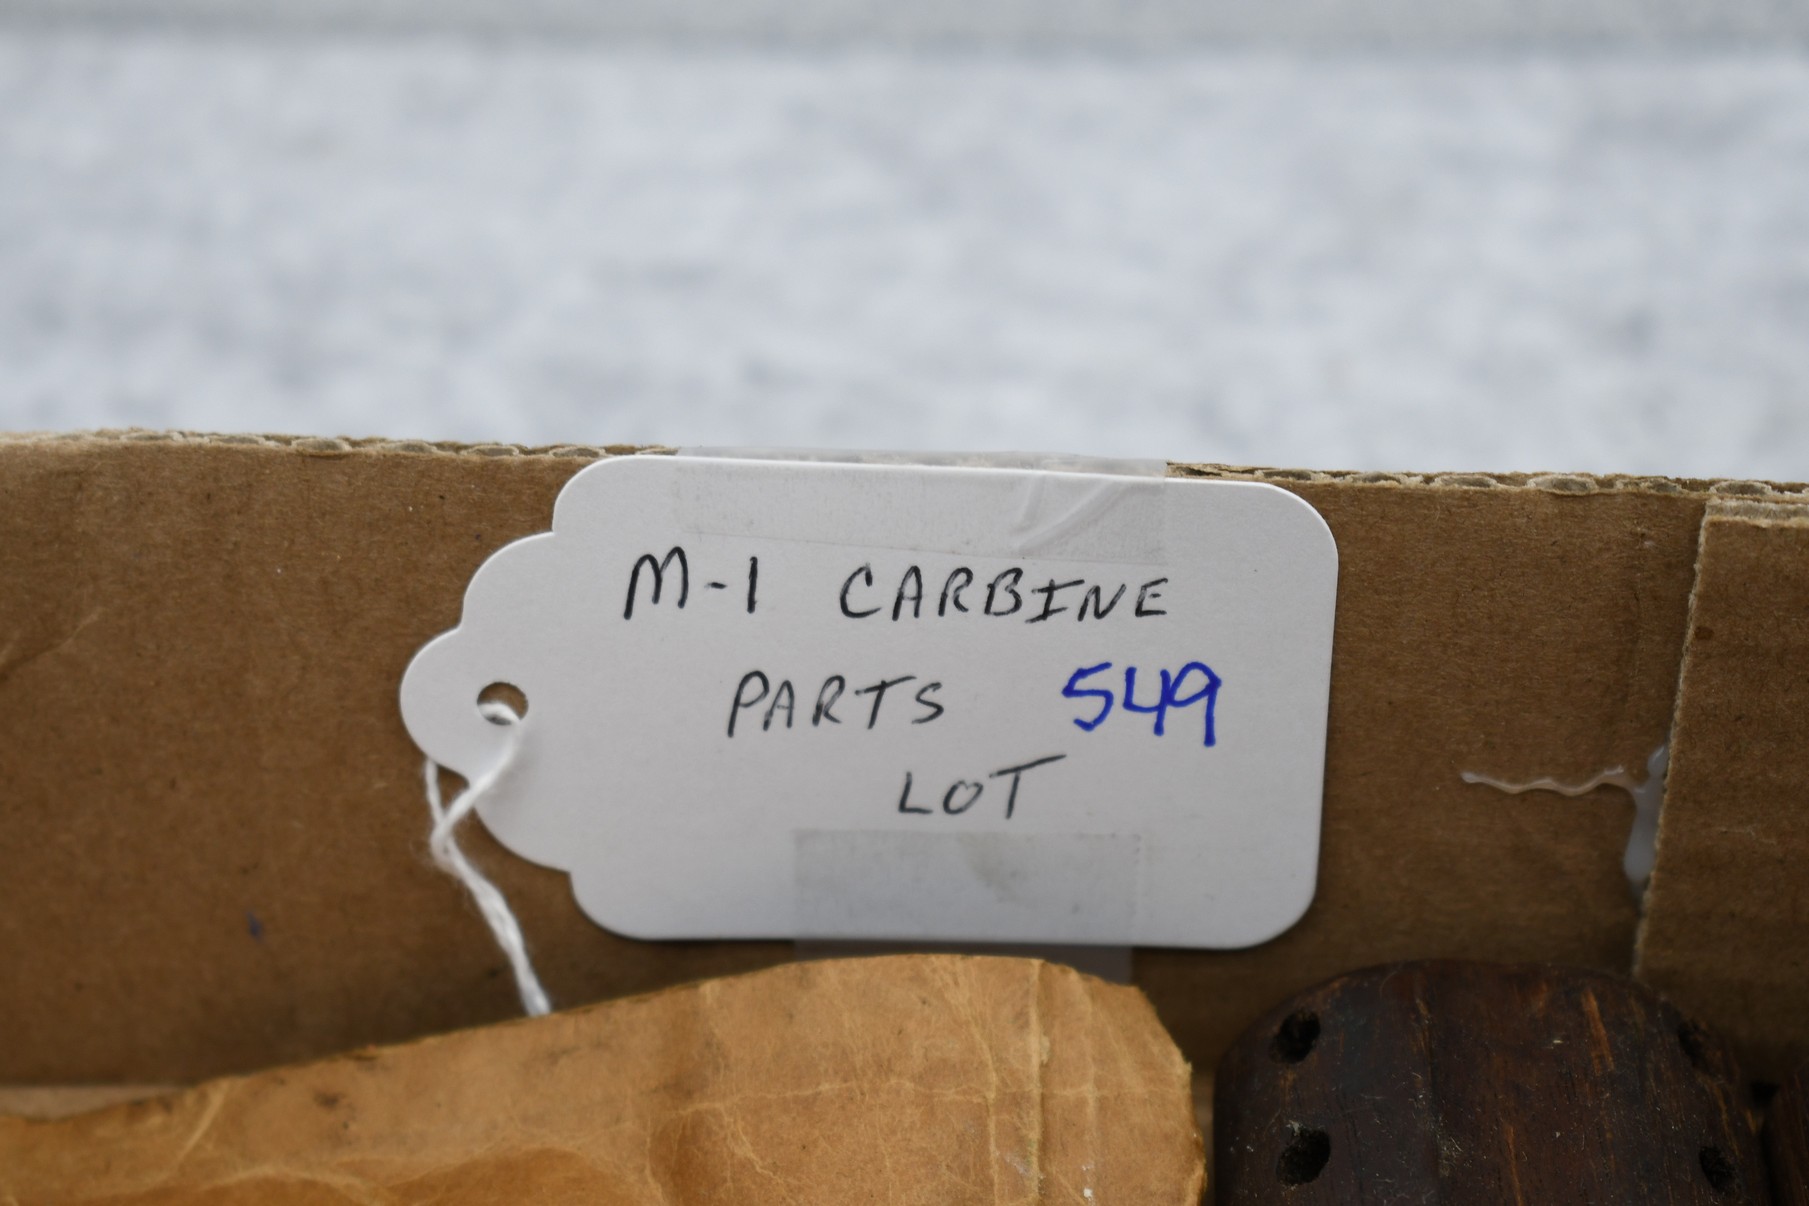 M-1 CARBINE
PARTS 549
LOT